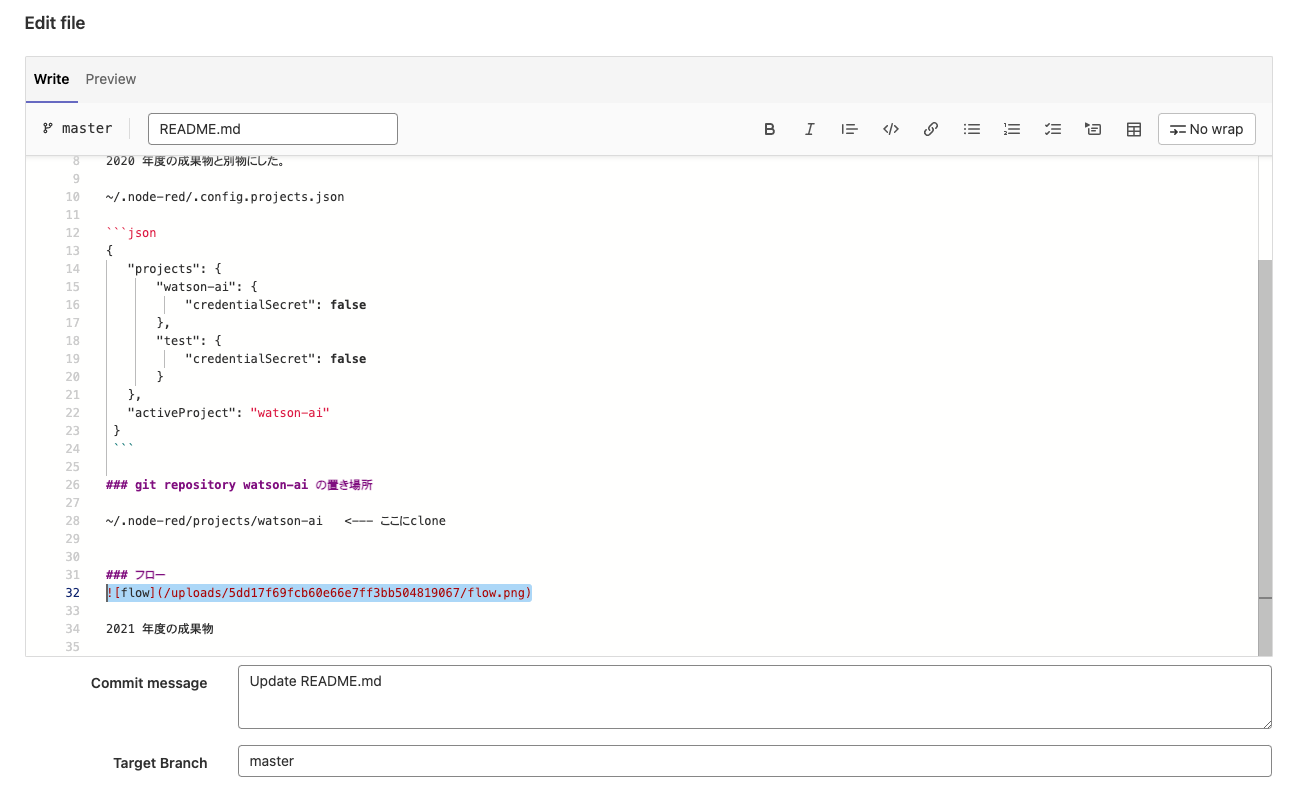 Edit file
Write Preview
master README.md No wrap
8 2020 年度の成果物と別物にした。
9
10 ~/.node-red/.config.projects.json
11
12 ```json
13 {
14 "projects": {
15 "watson-ai": {
16 "credentialSecret": false
17 },
18 "test": {
19 "credentialSecret": false
20 }
21 },
22 "activeProject": "watson-ai"
23 }
24 ```
25
26 ### git repository watson-ai の置き場所
27
28 ~/.node-red/projects/watson-ai <--- ここにclone
29
30
31 ### フロー
32 ![flow](/uploads/5dd17f69fcb60e66e7ff3bb504819067/flow.png)
33
34 2021 年度の成果物
35
Commit message Update README.md
Target Branch master